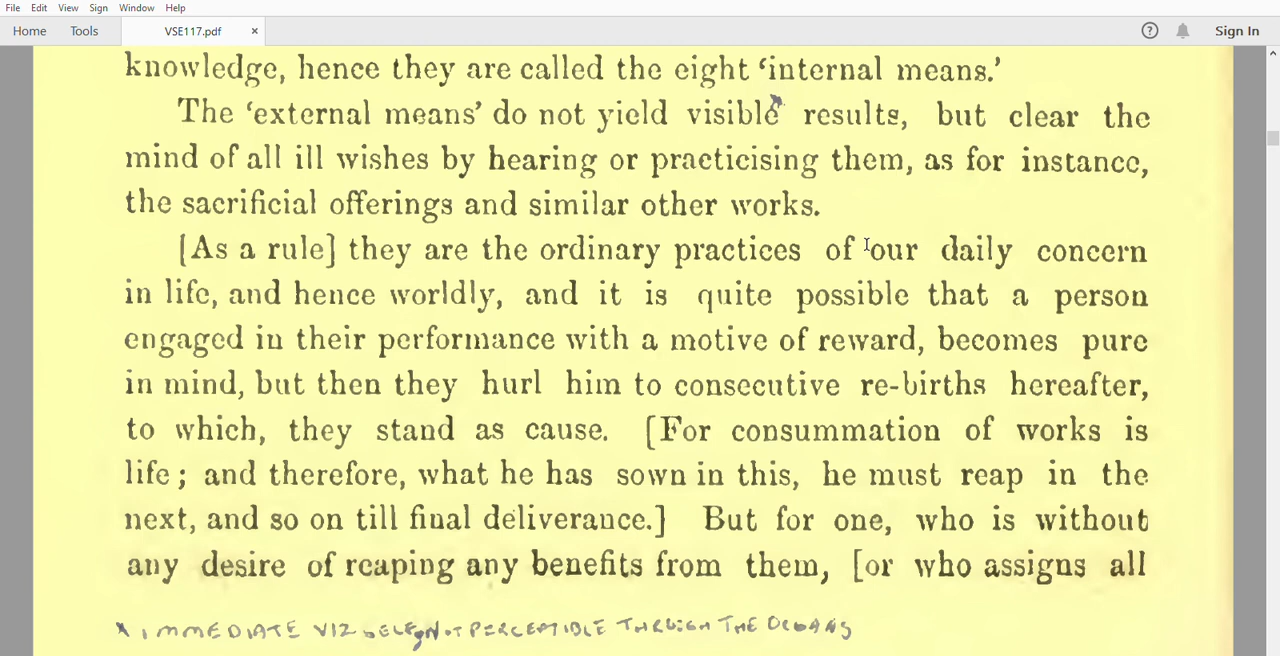 File Edit View Sign Window Help
Home Tools VSE117.pdf × ? Sign In
knowledge, hence they are called the eight ‘internal means.’
The ‘external means’ do not yield visible results, but clear the
mind of all ill wishes by hearing or practicising them, as for instance,
the sacrificial offerings and similar other works.
[As a rule] they are the ordinary practices of our daily concern
in life, and hence worldly, and it is quite possible that a person
engaged in their performance with a motive of reward, becomes pure
in mind, but then they hurl him to consecutive re-births hereafter,
to which, they stand as cause. [For consummation of works is
life; and therefore, what he has sown in this, he must reap in the
next, and so on till final deliverance.] But for one, who is without
any desire of reaping any benefits from them, [or who assigns all
IMMEDIATE VIZ NOT PERCEPTIBLE THROUGH THE ORGANS